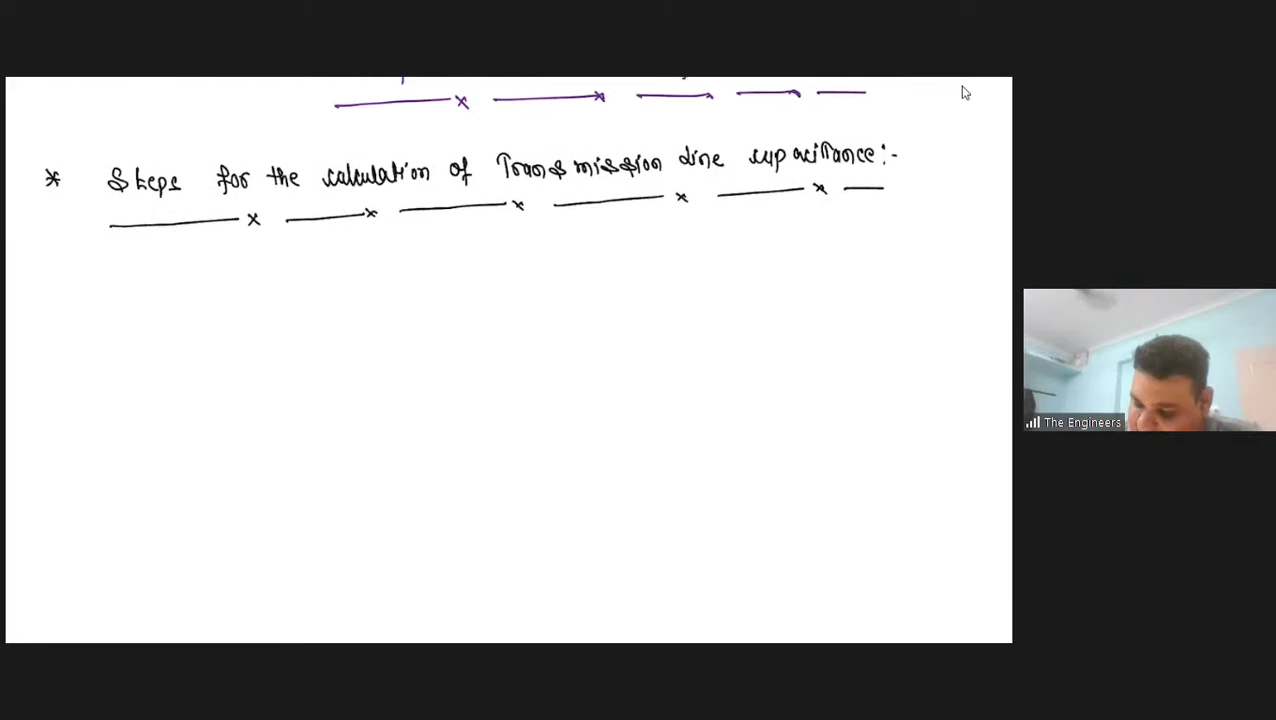 * Steps for the calculation of Transmission Line capacitance:-
The Engineers